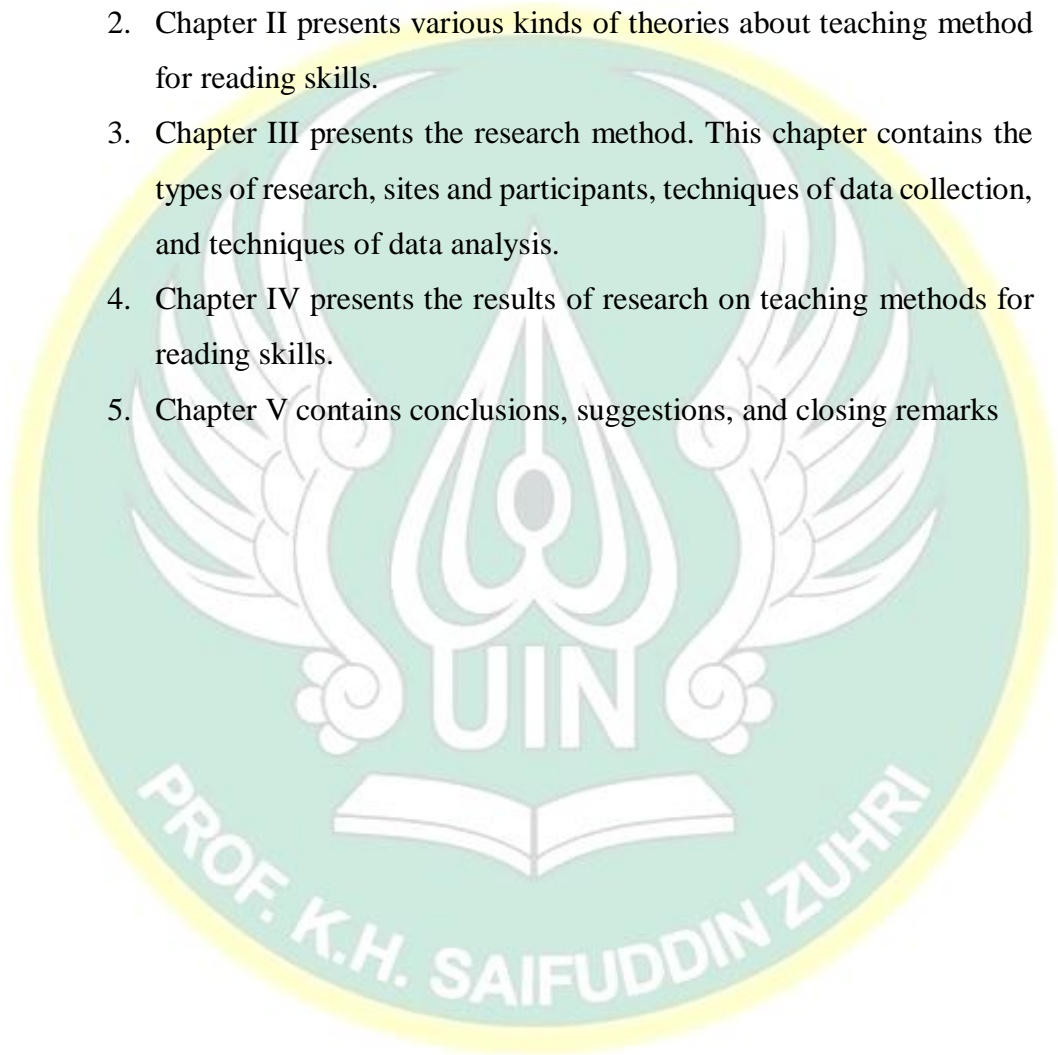 2. Chapter II presents various kinds of theories about teaching method
for reading skills.
3. Chapter III presents the research method. This chapter contains the
types of research, sites and participants, techniques of data collection,
and techniques of data analysis.
4. Chapter IV presents the results of research on teaching methods for
reading skills.
5. Chapter V contains conclusions, suggestions, and closing remarks
UIN
PROF. K.H. SAIFUDDIN ZUHRI